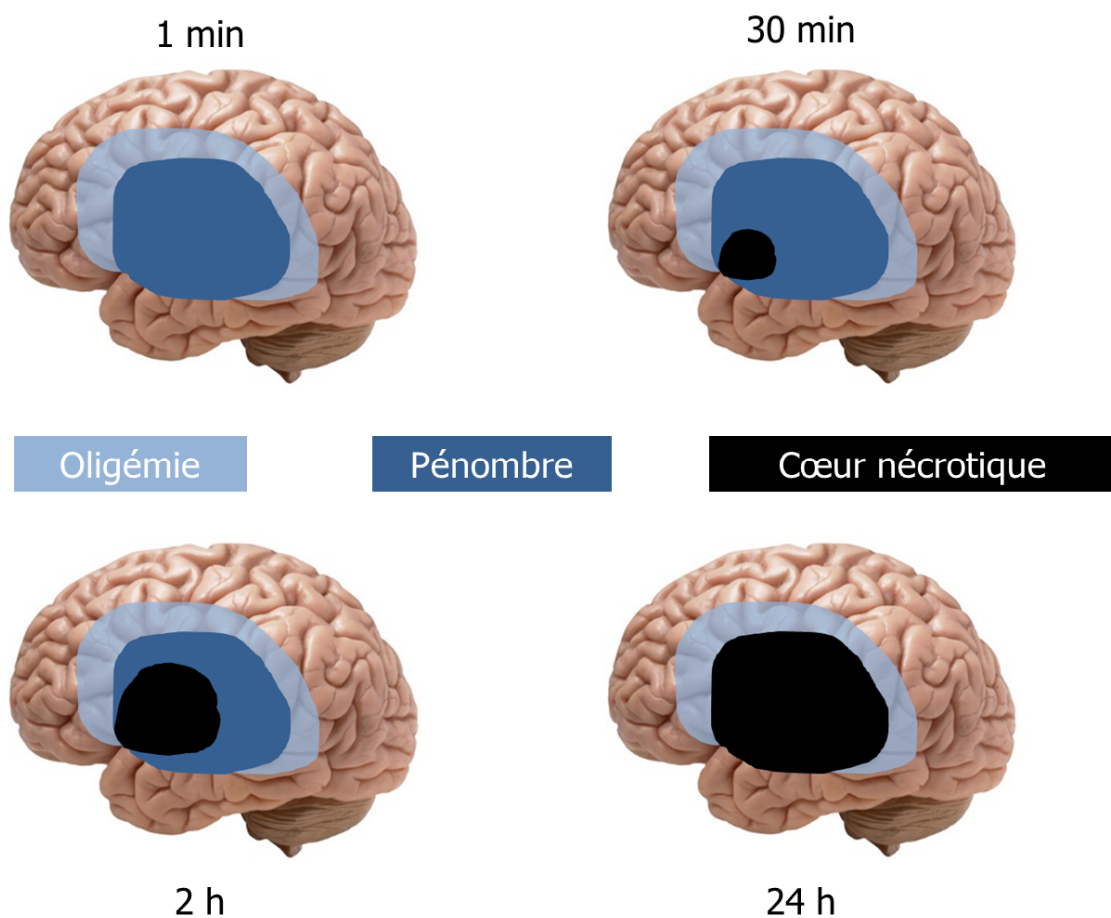 1 min
30 min
Oligémie
Pénombre
Cœur nécrotique
2 h
24 h